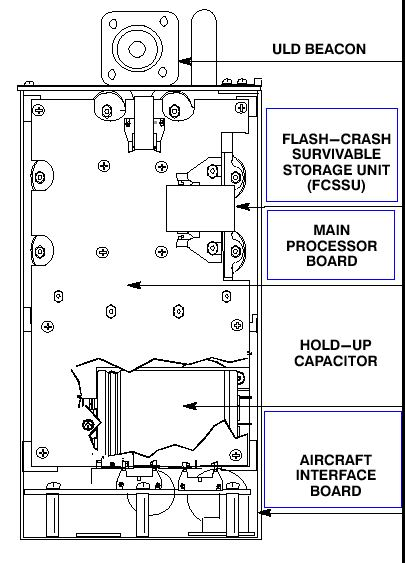 ULD BEACON
FLASH–CRASH
SURVIVABLE
STORAGE UNIT
(FCSSU)
MAIN
PROCESSOR
BOARD
HOLD–UP
CAPACITOR
AIRCRAFT
INTERFACE
BOARD